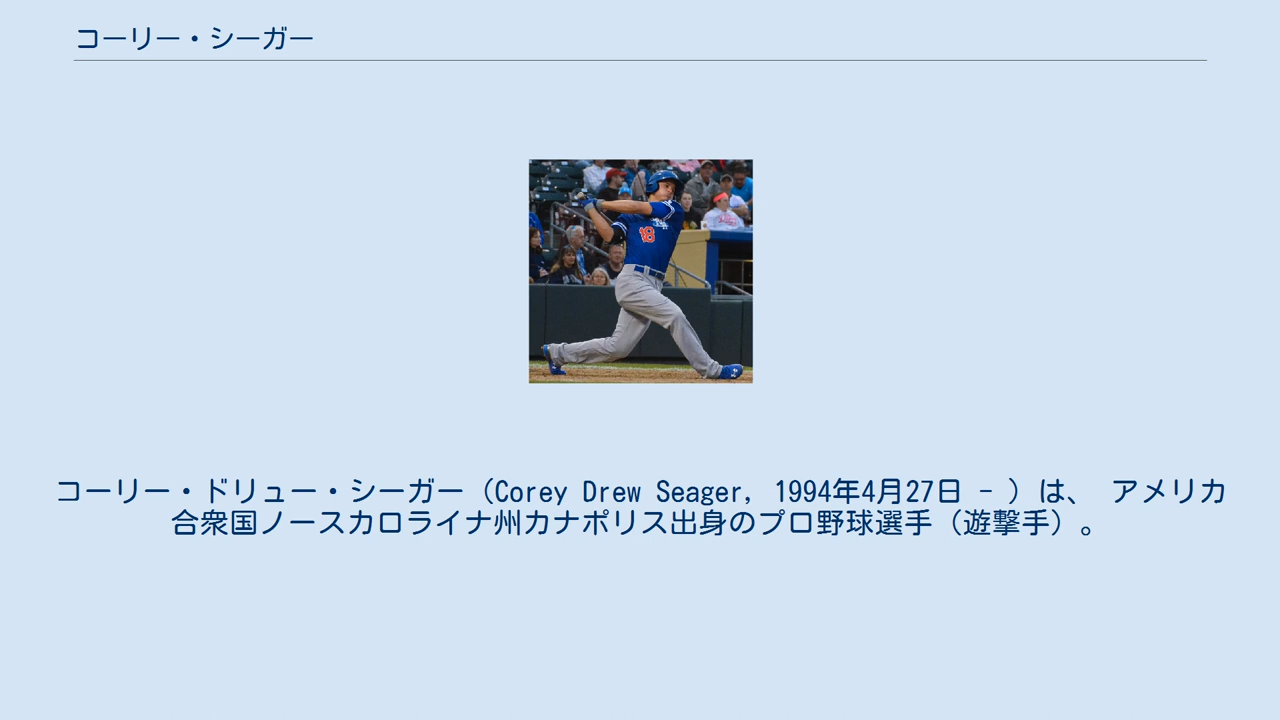 コーリー・シーガー
18
コーリー・ドリュー・シーガー（Corey Drew Seager, 1994年4月27日 - ）は、 アメリカ
合衆国ノースカロライナ州カナポリス出身のプロ野球選手（遊撃手）。